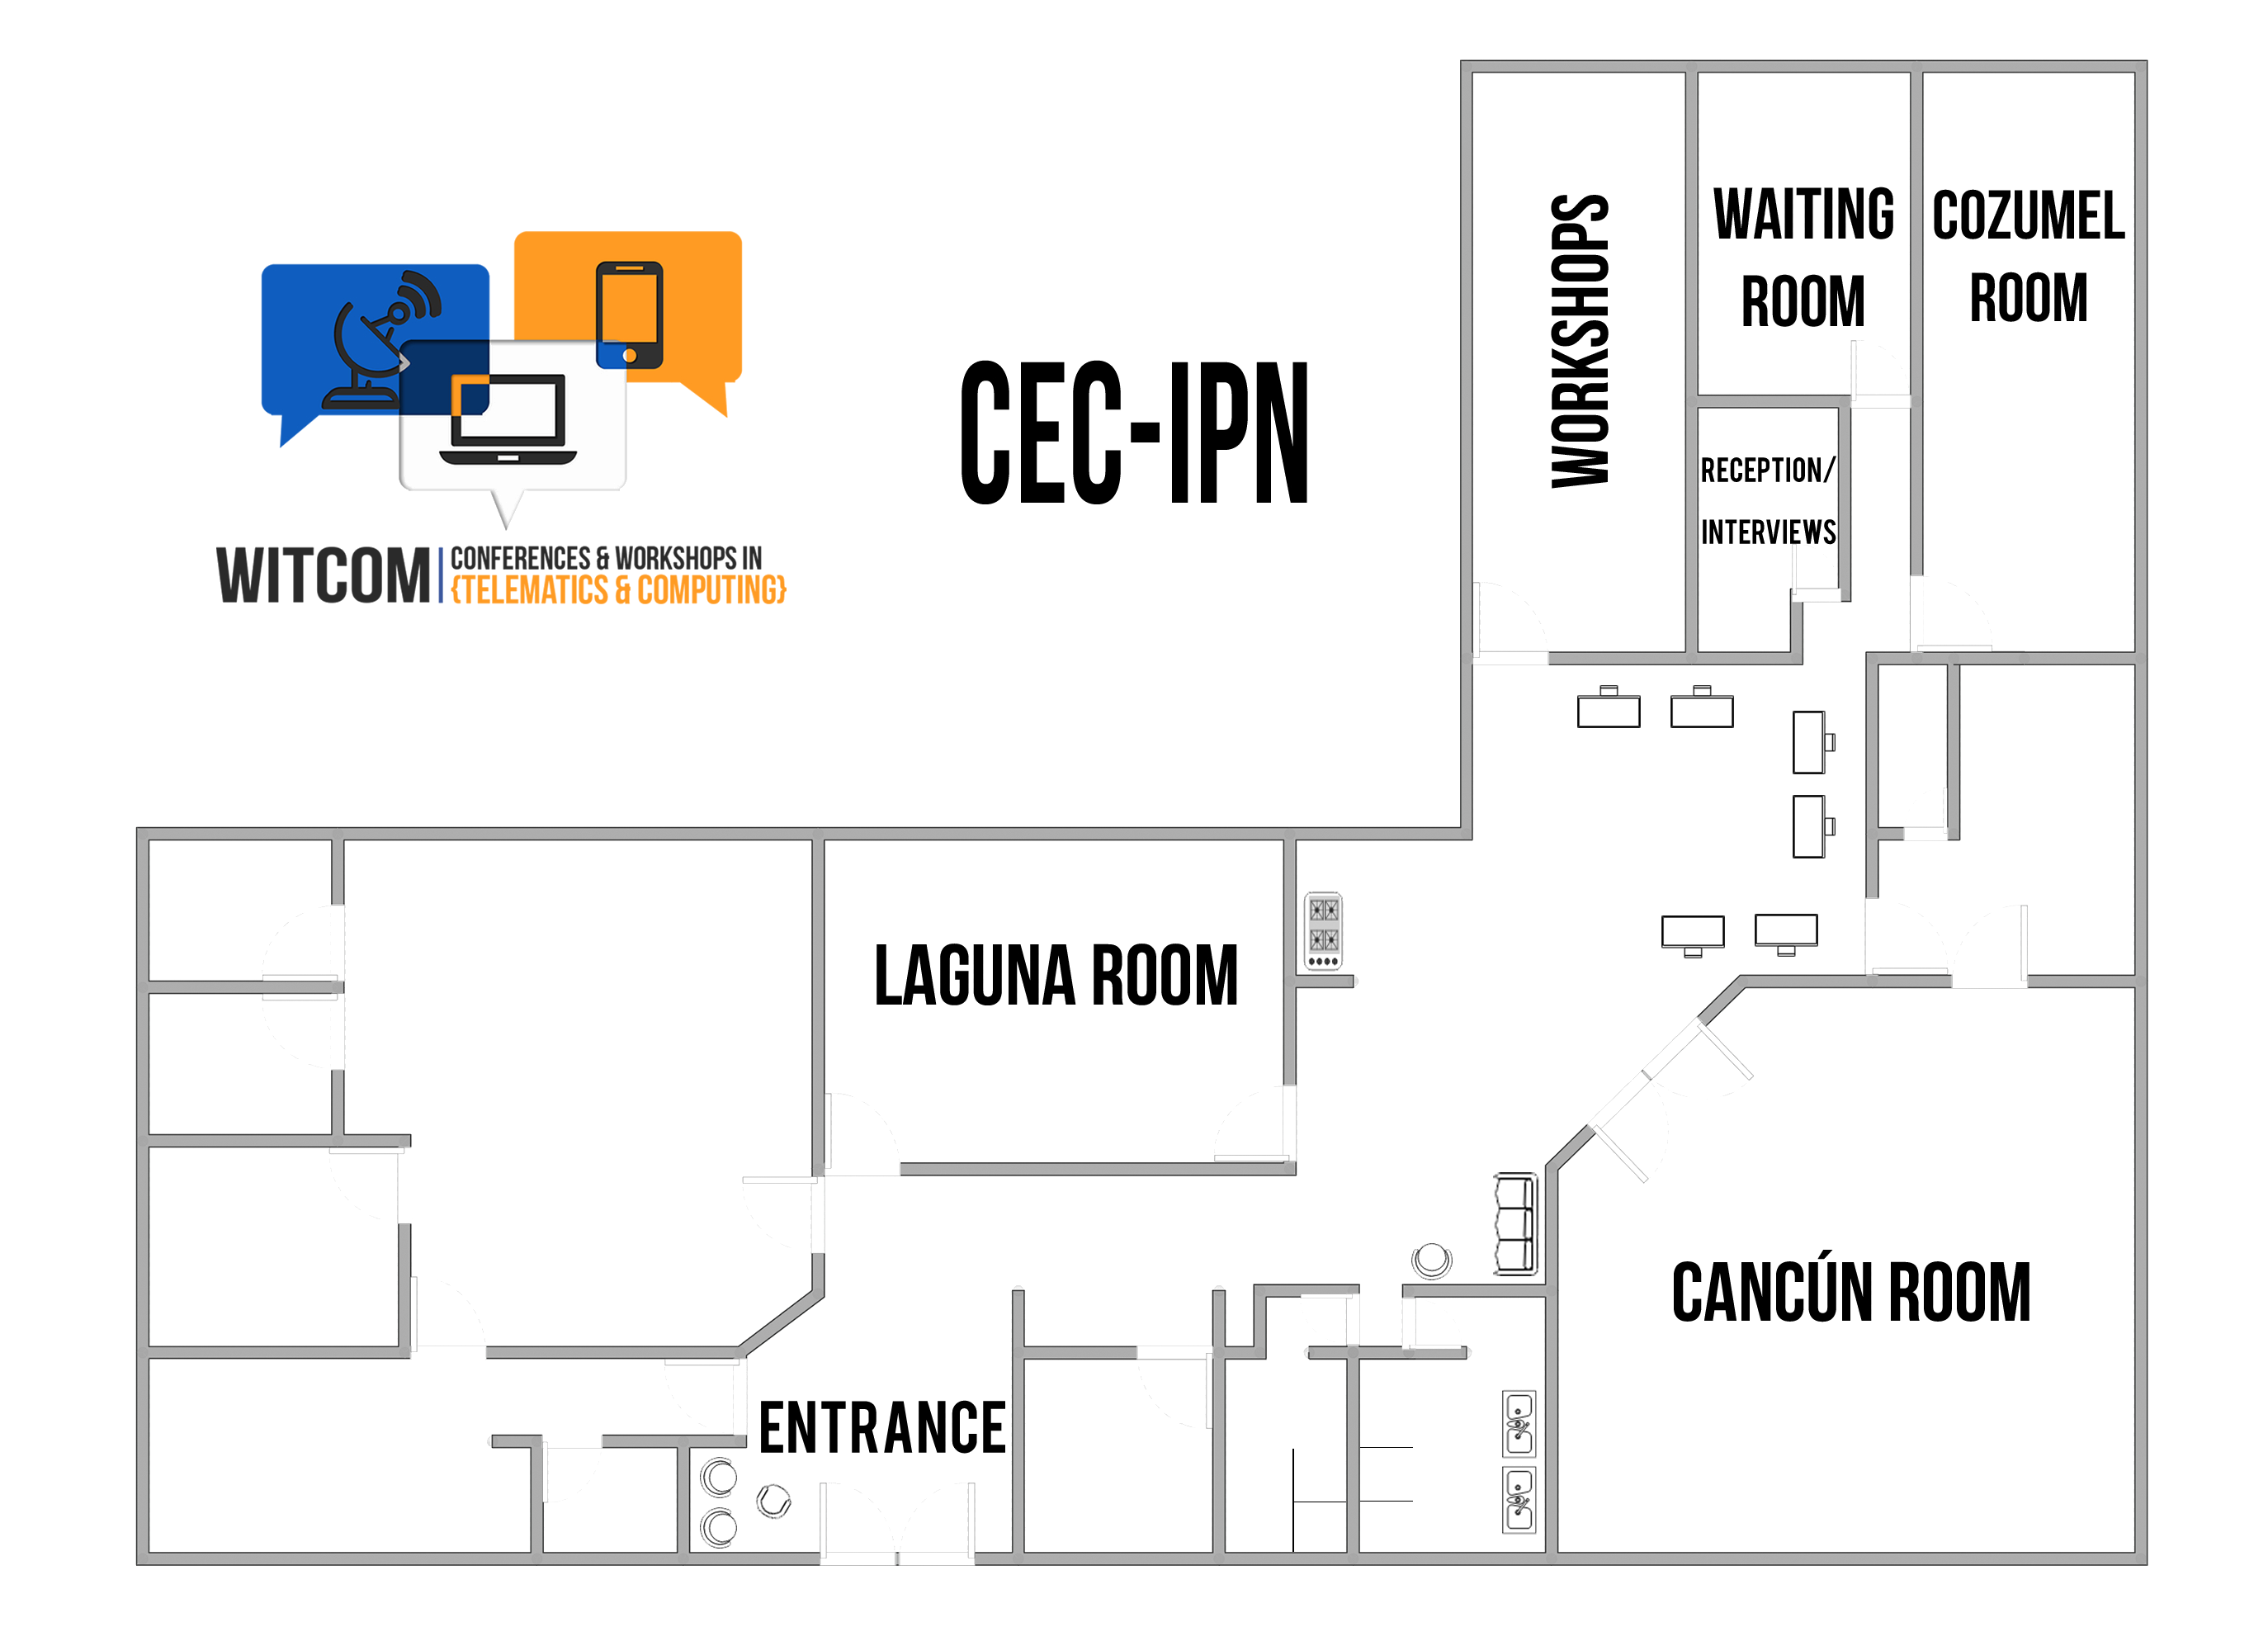 WITCOM
CONFERENCES & WORKSHOPS IN
{TELEMATICS & COMPUTING}
CEC-IPN
WORKSHOPS
WAITING
ROOM
COZUMEL
ROOM
RECEPTION/
INTERVIEWS
LAGUNA ROOM
CANCÚN ROOM
ENTRANCE